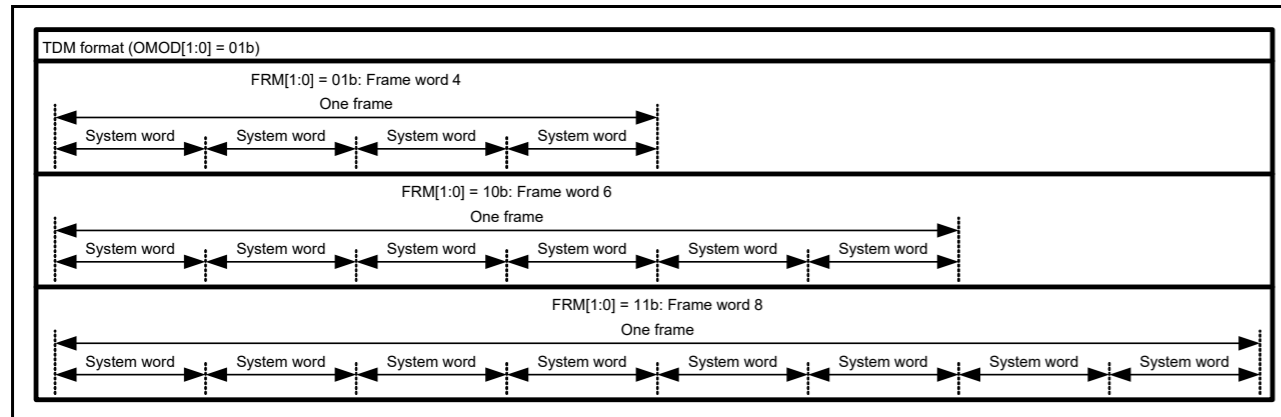 TDM format (OMOD[1:0] = 01b)
FRM[1:0] = 01b: Frame word 4
One frame
System word System word System word System word
FRM[1:0] = 10b: Frame word 6
One frame
System word System word System word System word System word System word
FRM[1:0] = 11b: Frame word 8
One frame
System word System word System word System word System word System word System word System word